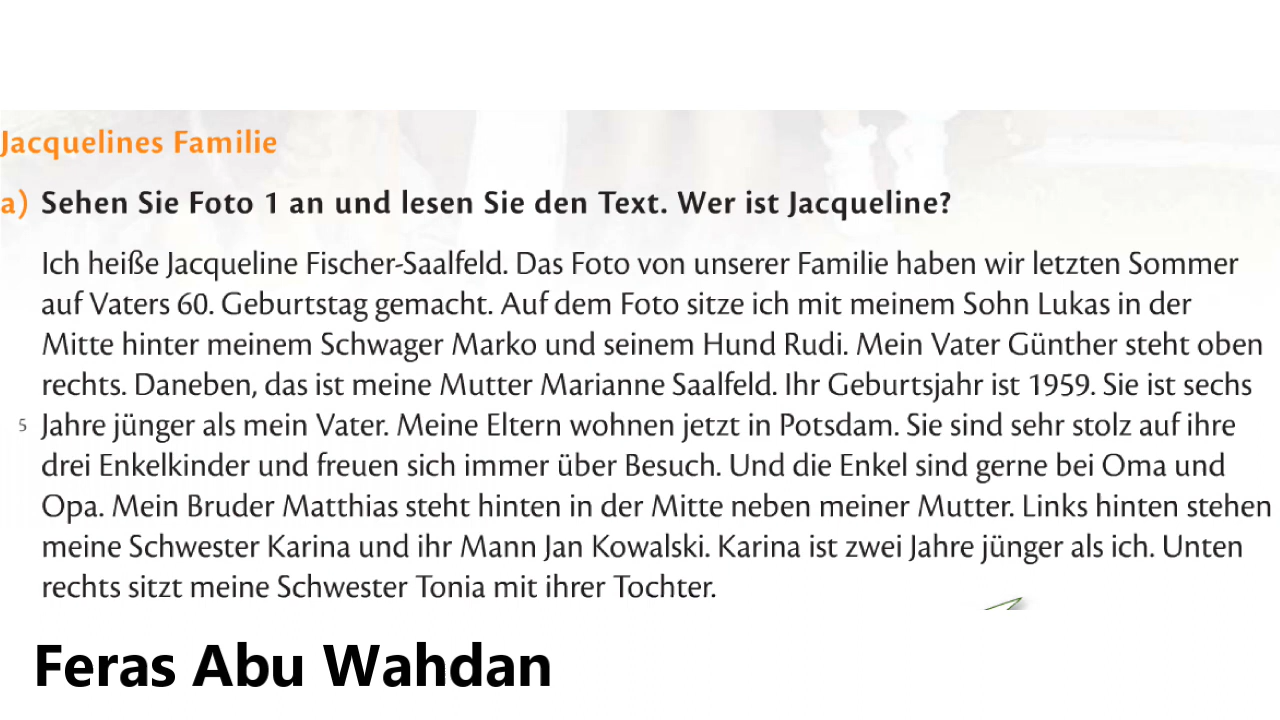 Jacquelines Familie
a) Sehen Sie Foto 1 an und lesen Sie den Text. Wer ist Jacqueline?
Ich heiße Jacqueline Fischer-Saalfeld. Das Foto von unserer Familie haben wir letzten Sommer
auf Vaters 60. Geburtstag gemacht. Auf dem Foto sitze ich mit meinem Sohn Lukas in der
Mitte hinter meinem Schwager Marko und seinem Hund Rudi. Mein Vater Günther steht oben
rechts. Daneben, das ist meine Mutter Marianne Saalfeld. Ihr Geburtsjahr ist 1959. Sie ist sechs
5 Jahre jünger als mein Vater. Meine Eltern wohnen jetzt in Potsdam. Sie sind sehr stolz auf ihre
drei Enkelkinder und freuen sich immer über Besuch. Und die Enkel sind gerne bei Oma und
Opa. Mein Bruder Matthias steht hinten in der Mitte neben meiner Mutter. Links hinten stehen
meine Schwester Karina und ihr Mann Jan Kowalski. Karina ist zwei Jahre jünger als ich. Unten
rechts sitzt meine Schwester Tonia mit ihrer Tochter.
Feras Abu Wahdan